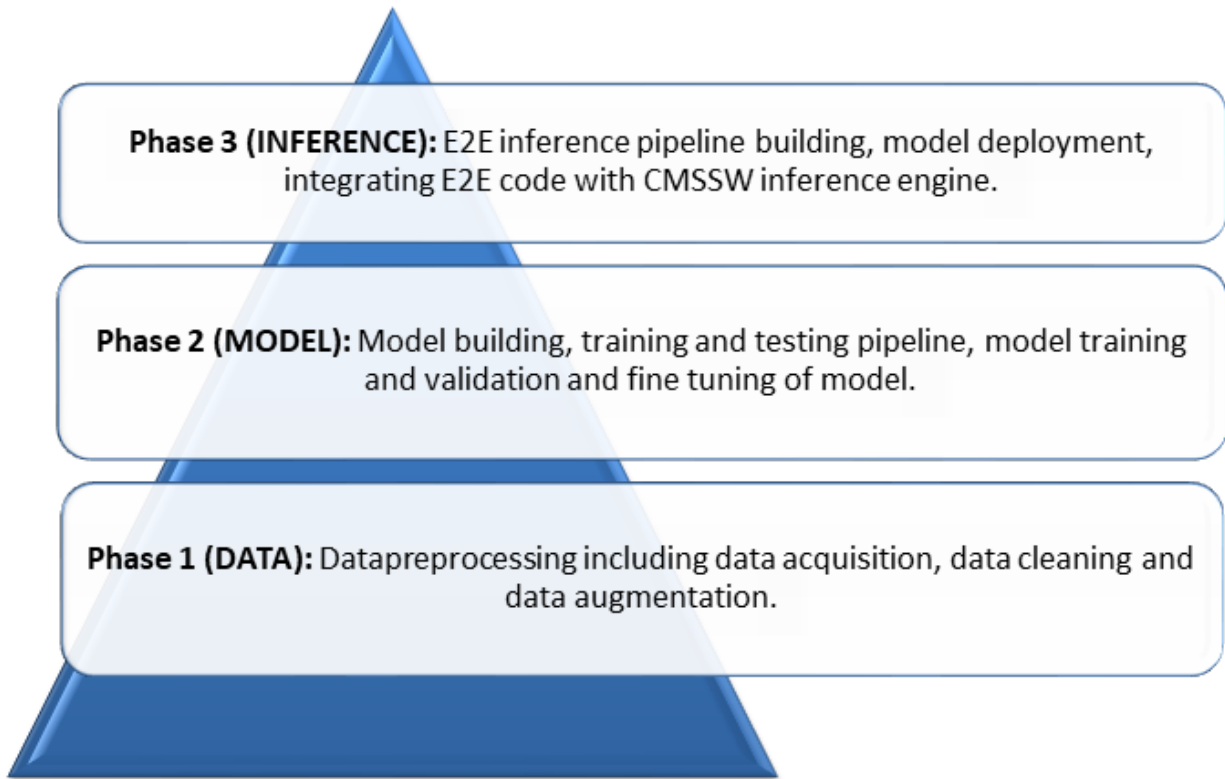 Phase 3 (INFERENCE): E2E inference pipeline building, model deployment,
integrating E2E code with CMSSW inference engine.
Phase 2 (MODEL): Model building, training and testing pipeline, model training
and validation and fine tuning of model.
Phase 1 (DATA): Datapreprocessing including data acquisition, data cleaning and
data augmentation.